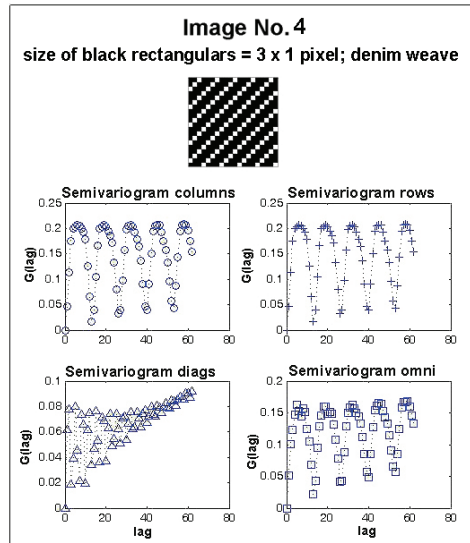 Image No. 4
size of black rectangulars = 3 x 1 pixel; denim weave
Semivariogram columns
0.25
0.2
0.15
0.1
0.05
0
G(lag)
0 20 40 60 80
Semivariogram rows
0.25
0.2
0.15
0.1
0.05
0
G(lag)
0 20 40 60 80
Semivariogram diags
0.1
0.08
0.06
0.04
0.02
0
G(lag)
0 20 40 60 80
lag
Semivariogram omni
0.2
0.15
0.1
0.05
0
G(lag)
0 20 40 60 80
lag